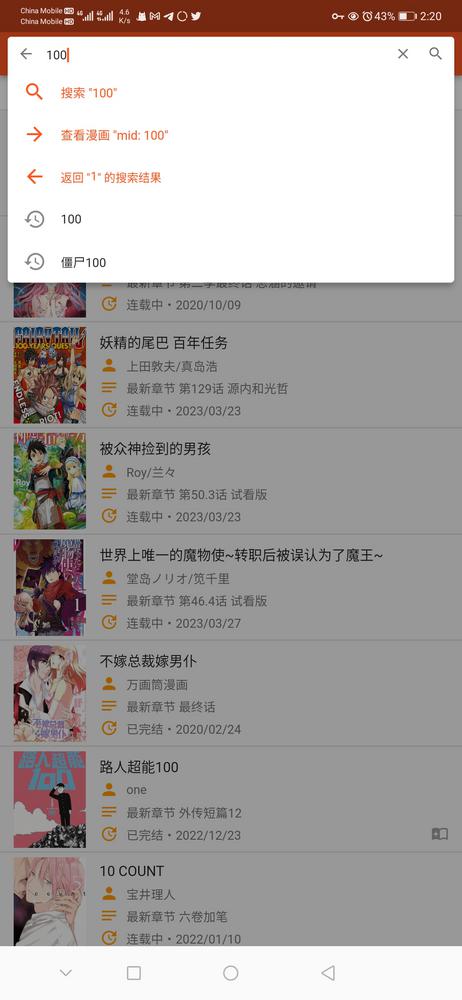 China Mobile HD 4G 4G 4.6 43% 2:20
China Mobile HD K/s
100
搜索 "100"
查看漫画 "mid: 100"
返回 "1" 的搜索结果
100
僵尸100
连载中・2020/10/09
妖精的尾巴 百年任务
上田敦夫/真岛浩
最新章节 第129话 源内和光哲
连载中・2023/03/23
被众神捡到的男孩
Roy/兰々
最新章节 第50.3话 试看版
连载中・2023/03/23
世界上唯一的魔物使~转职后被误认为了魔王~
堂岛ノリオ/笕千里
最新章节 第46.4话 试看版
连载中・2023/03/27
不嫁总裁嫁男仆
万画筒漫画
最新章节 最终话
已完结・2020/02/24
路人超能100
one
最新章节 外传短篇12
已完结・2022/12/23
10 COUNT
宝井理人
最新章节 六卷加笔
连载中・2022/01/10